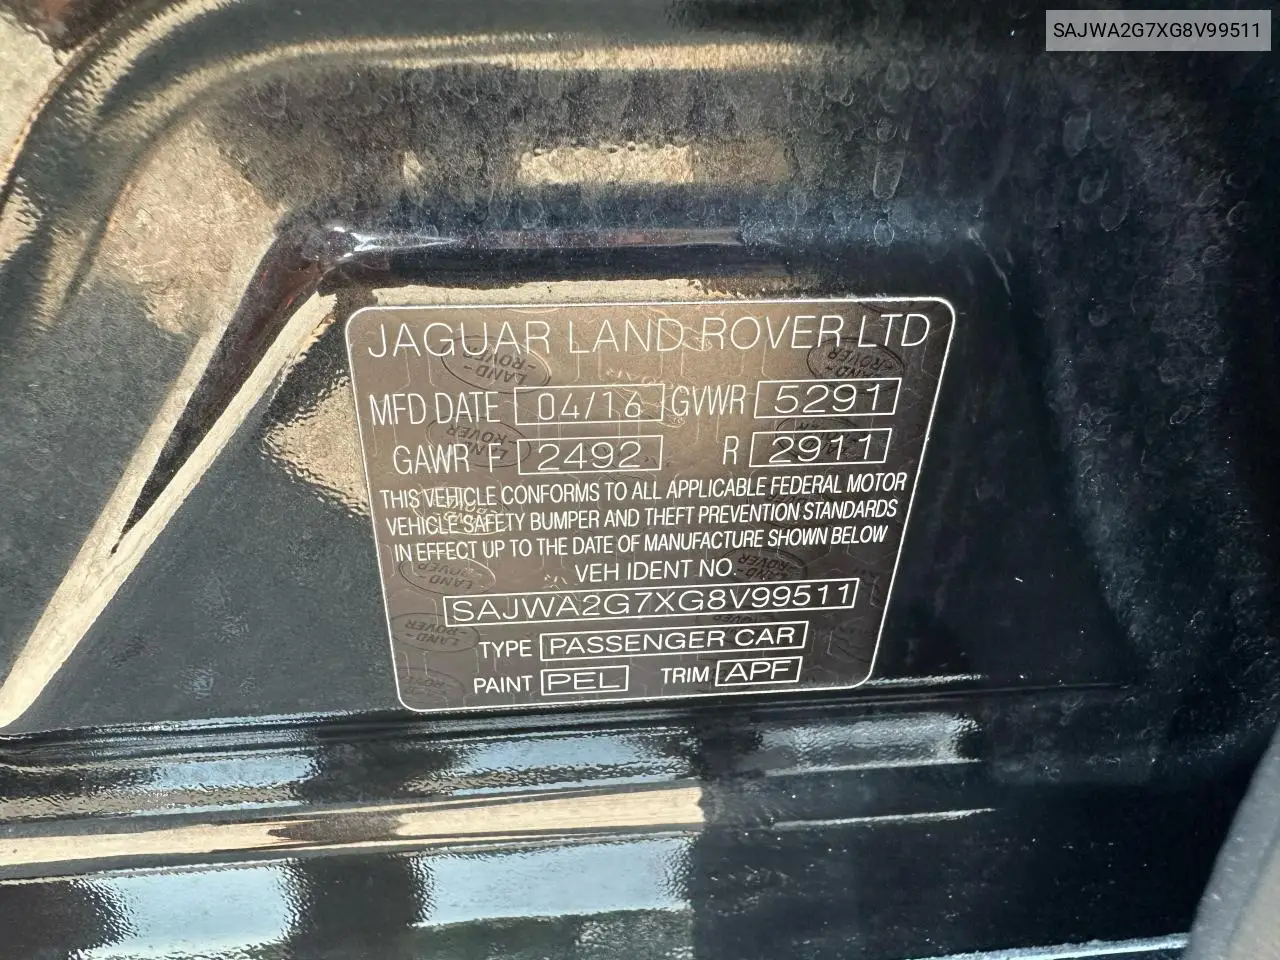 SAJWA2G7XG8V99511
JAGUAR LAND ROVER LTD
MFD DATE 04/16 GVWR 5291
GAWR F 2492 R 2911
THIS VEHICLE CONFORMS TO ALL APPLICABLE FEDERAL MOTOR
VEHICLE SAFETY BUMPER AND THEFT PREVENTION STANDARDS
IN EFFECT UP TO THE DATE OF MANUFACTURE SHOWN BELOW
VEH IDENT NO.
SAJWA2G7XG8V99511
TYPE PASSENGER CAR
PAINT PEL TRIM APF